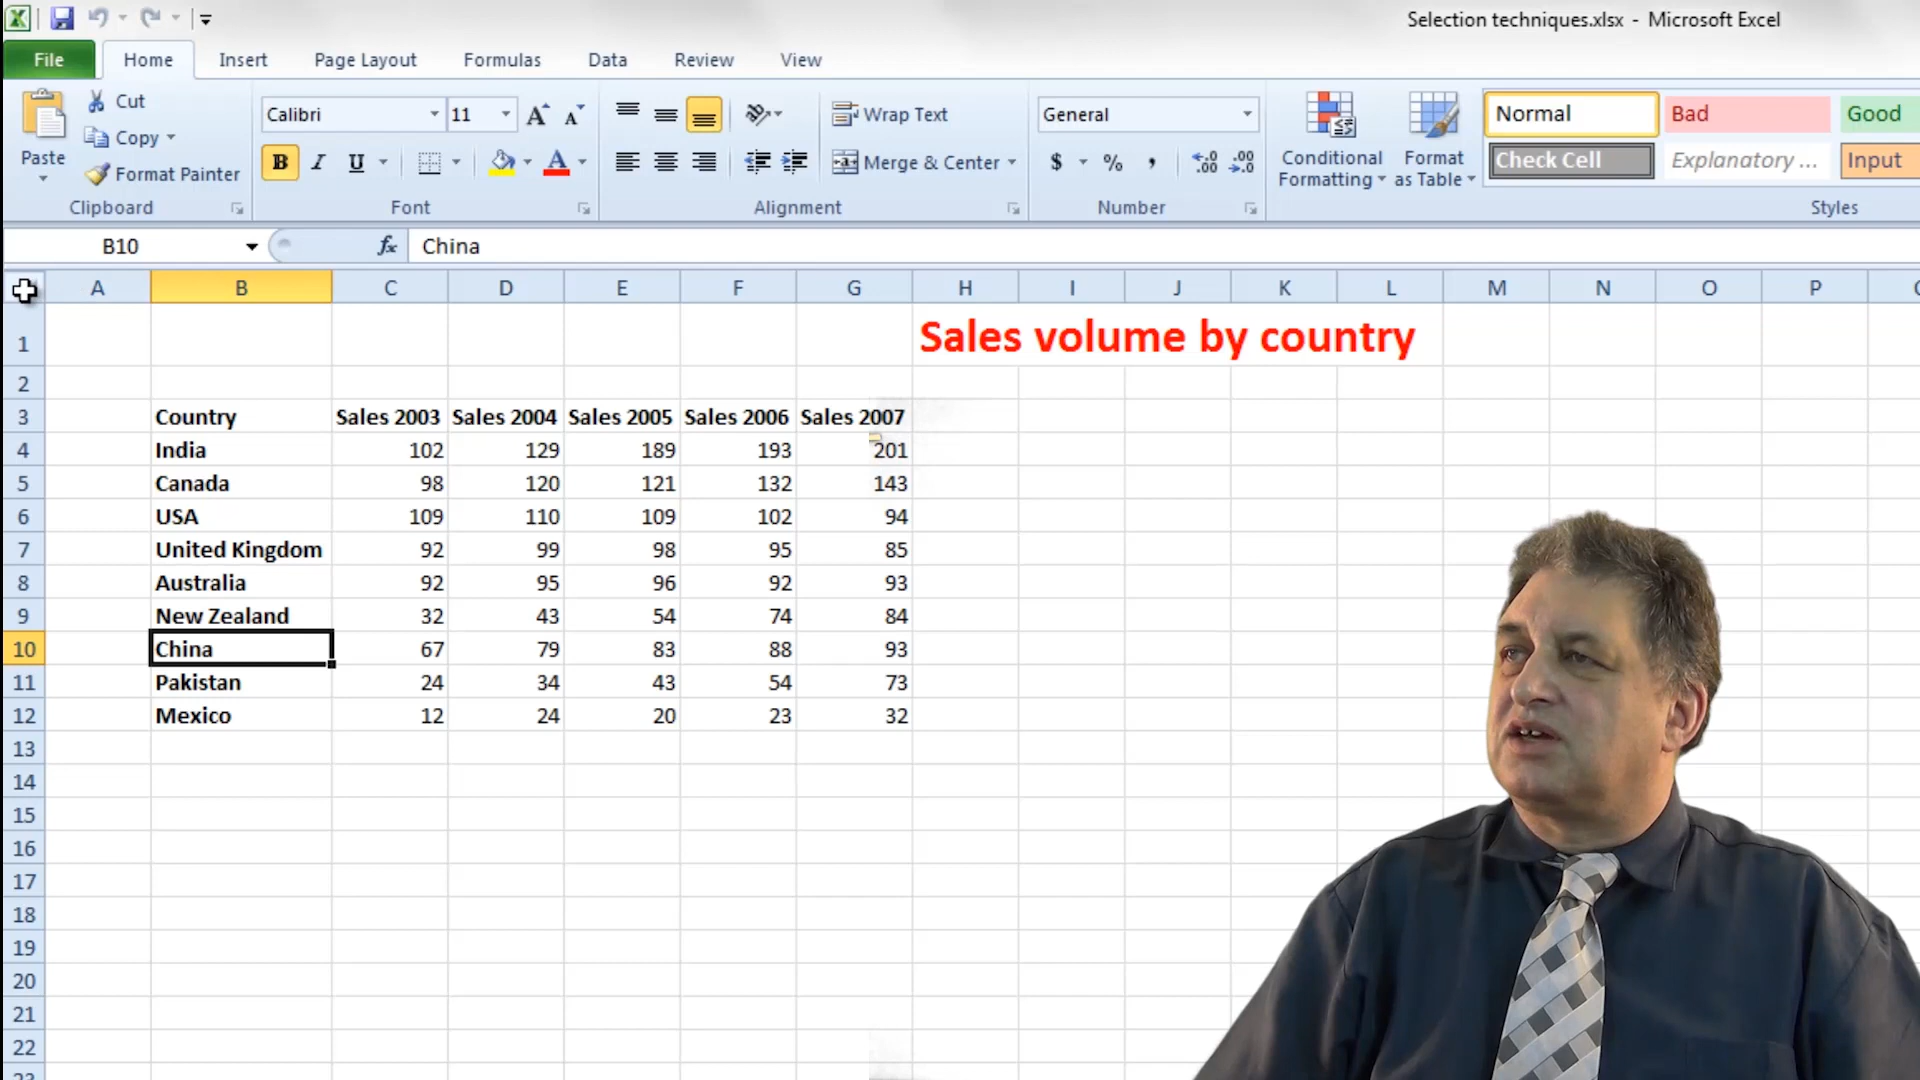 Selection techniques.xlsx - Microsoft Excel
File Home Insert Page Layout Formulas Data Review View
Paste
Cut
Copy
Format Painter
Clipboard
Calibri 11
B I U
Font
Wrap Text
Merge & Center
Alignment
General
$ % ,
Number
Conditional Formatting
Format as Table
Normal Bad Good
Check Cell Explanatory ... Input
Styles
B10 fx China
A B C D E F G H I J K L M N O P
1 Sales volume by country
2
3 Country Sales 2003 Sales 2004 Sales 2005 Sales 2006 Sales 2007
4 India 102 129 189 193 201
5 Canada 98 120 121 132 143
6 USA 109 110 109 102 94
7 United Kingdom 92 99 98 95 85
8 Australia 92 95 96 92 93
9 New Zealand 32 43 54 74 84
10 China 67 79 83 88 93
11 Pakistan 24 34 43 54 73
12 Mexico 12 24 20 23 32
13
14
15
16
17
18
19
20
21
22